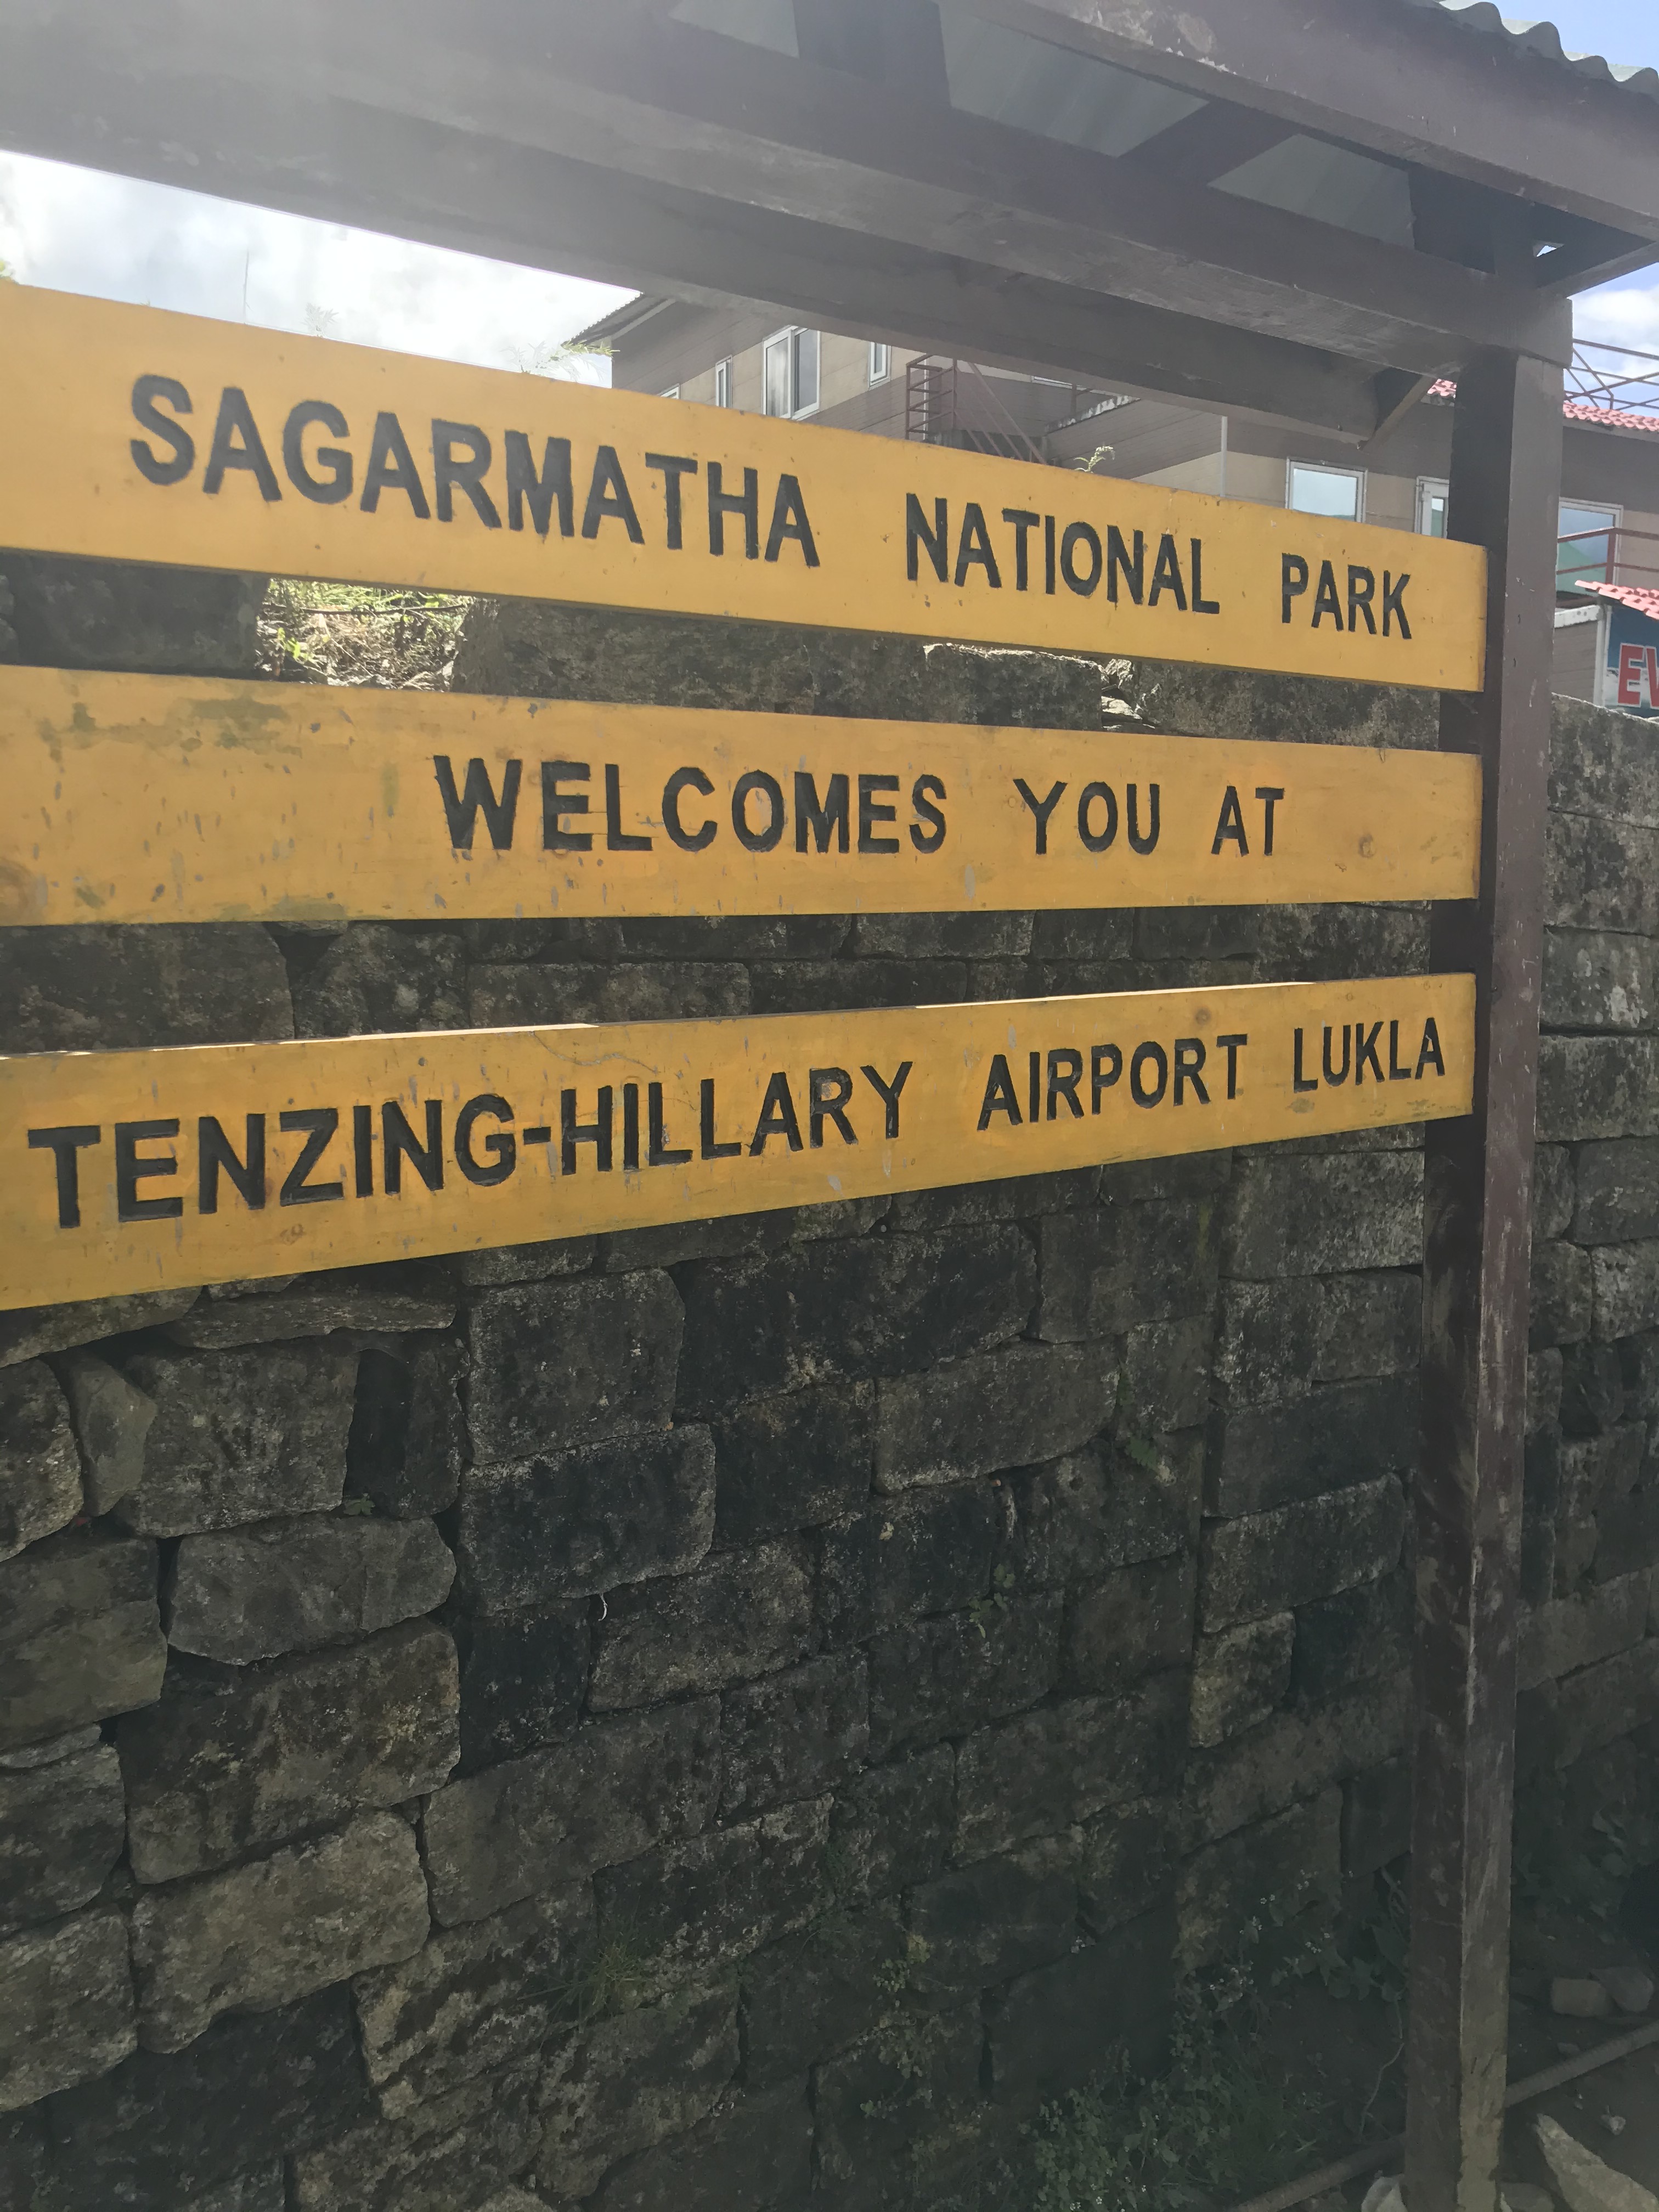 SAGARMATHA NATIONAL PARK
WELCOMES YOU AT
TENZING-HILLARY AIRPORT LUKLA